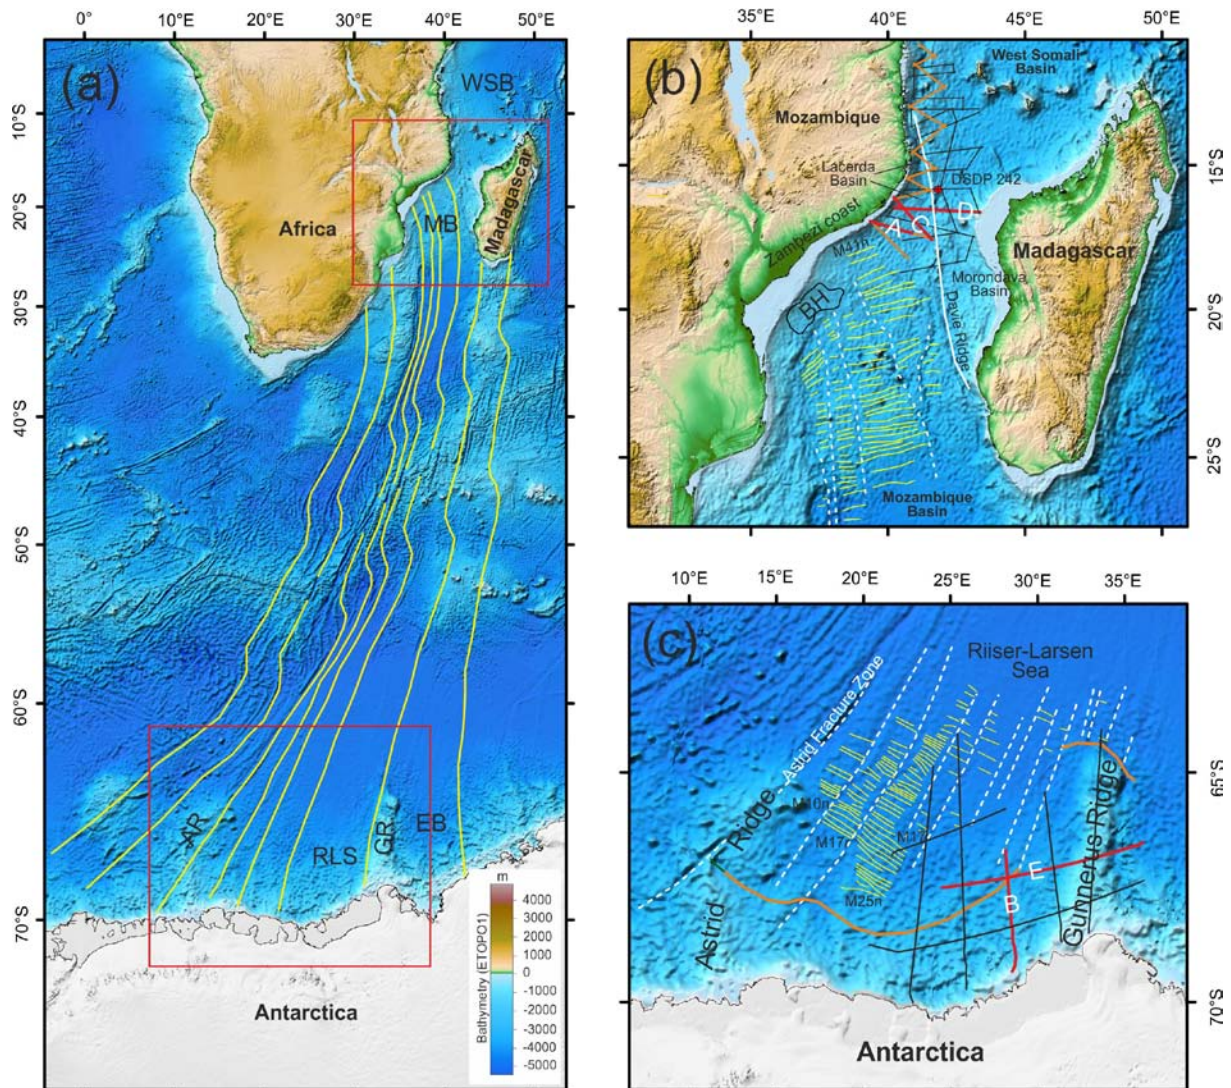 0°
10°E
20°E
30°E
40°E
50°E
(a)
WSB
10°S
20°S
30°S
40°S
50°S
60°S
70°S
Africa
MB
Madagascar
AP
RLS
GR
EB
Antarctica
m
4000
3000
2000
1000
0
-1000
-2000
-3000
-4000
-5000
Bathymetry (ETOPO1)
35°E
40°E
45°E
50°E
(b)
West Somali
Basin
Mozambique
Lacerda
Basin
DSDP 242
15°S
20°S
25°S
Zambezi coast
A
C
D
M41n
Madagascar
Morondava
Basin
Davie Ridge
BH
Mozambique
Basin
10°E
15°E
20°E
25°E
30°E
35°E
(c)
Riiser-Larsen
Sea
Astrid Fracture Zone
65°S
70°S
Astrid Ridge
M10n
M17
M17
M25n
E
B
Gunnerus Ridge
Antarctica